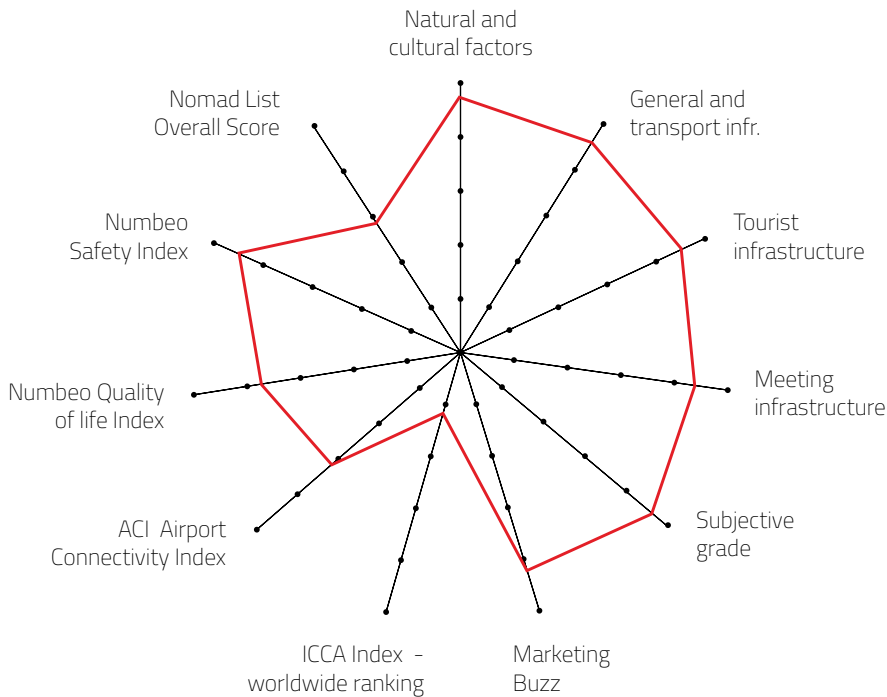 Natural and
cultural factors
General and
transport infr.
Tourist
infrastructure
Meeting
infrastructure
Subjective
grade
Marketing
Buzz
ICCA Index -
worldwide ranking
ACI Airport
Connectivity Index
Numbeo Quality
of life Index
Numbeo
Safety Index
Nomad List
Overall Score